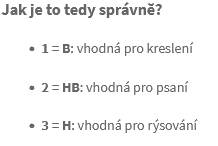 Jak je to tedy správně?
• 1 = B: vhodná pro kreslení
• 2 = HB: vhodná pro psaní
• 3 = H: vhodná pro rýsování